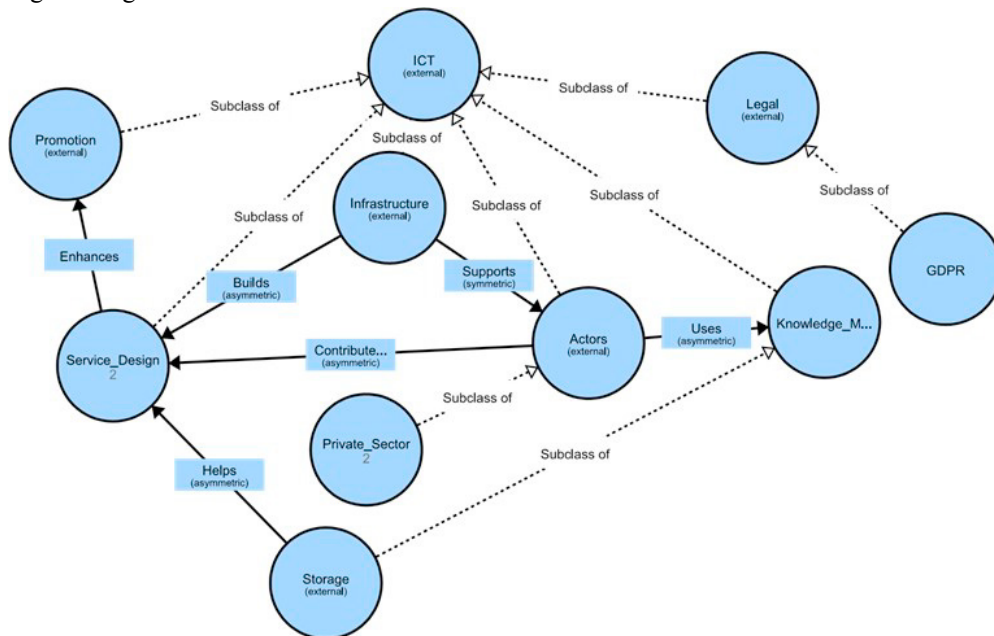 ICT
(external)
Subclass of
Subclass of
Legal
(external)
Promotion
(external)
Subclass of
Infrastructure
(external)
Subclass of
Subclass of
Subclass of
Subclass of
Enhances
Builds
(asymmetric)
Supports
(symmetric)
GDPR
Service_Design
2
Contribute...
(asymmetric)
Actors
(external)
Uses
(asymmetric)
Knowledge_M...
Subclass of
Private_Sector
2
Subclass of
Helps
(asymmetric)
Storage
(external)